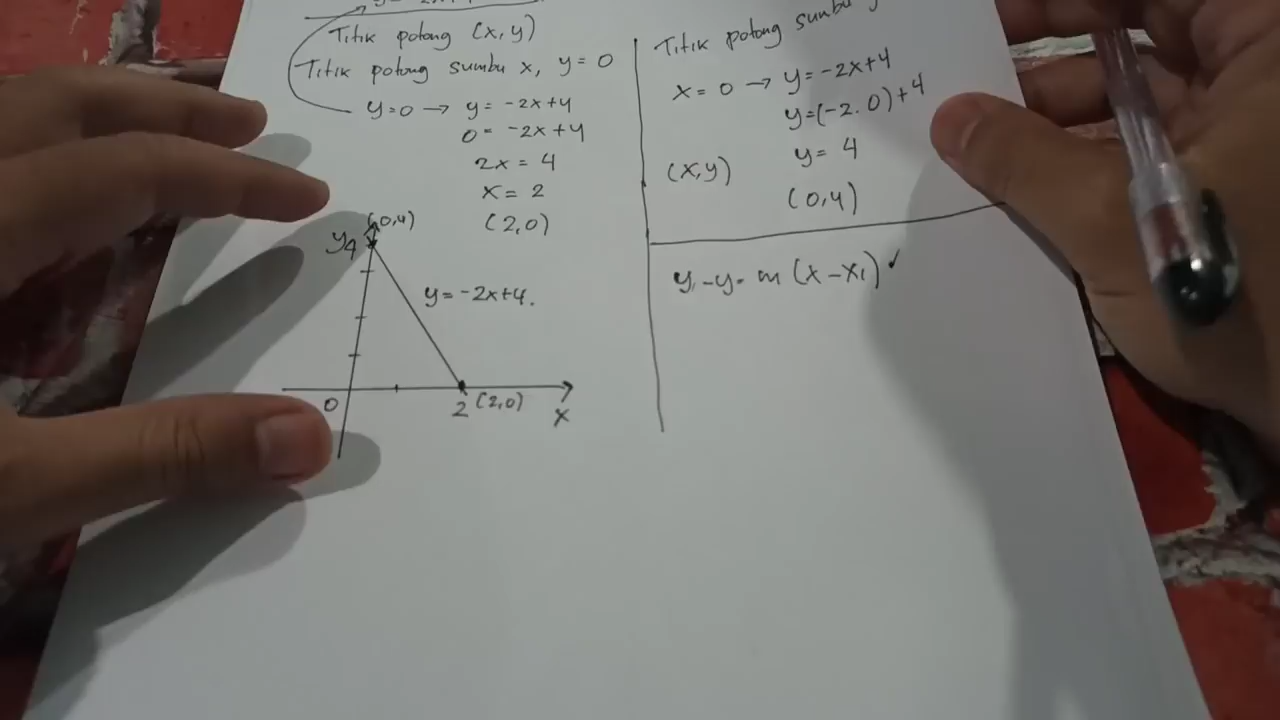 Titik potong (x,y)
Titik potong sumbu x, y = 0
y=0 → y = -2x+4
0 = -2x+4
2x = 4
x = 2
(2,0)
(0,4)
y 4
y = -2x+4.
0
2 (2,0)
x
Titik potong sumbu y
x = 0 → y = -2x+4
y=(-2.0)+4
y = 4
(x,y)
(0,4)
y₁ -y= m (x-x₁) ✓